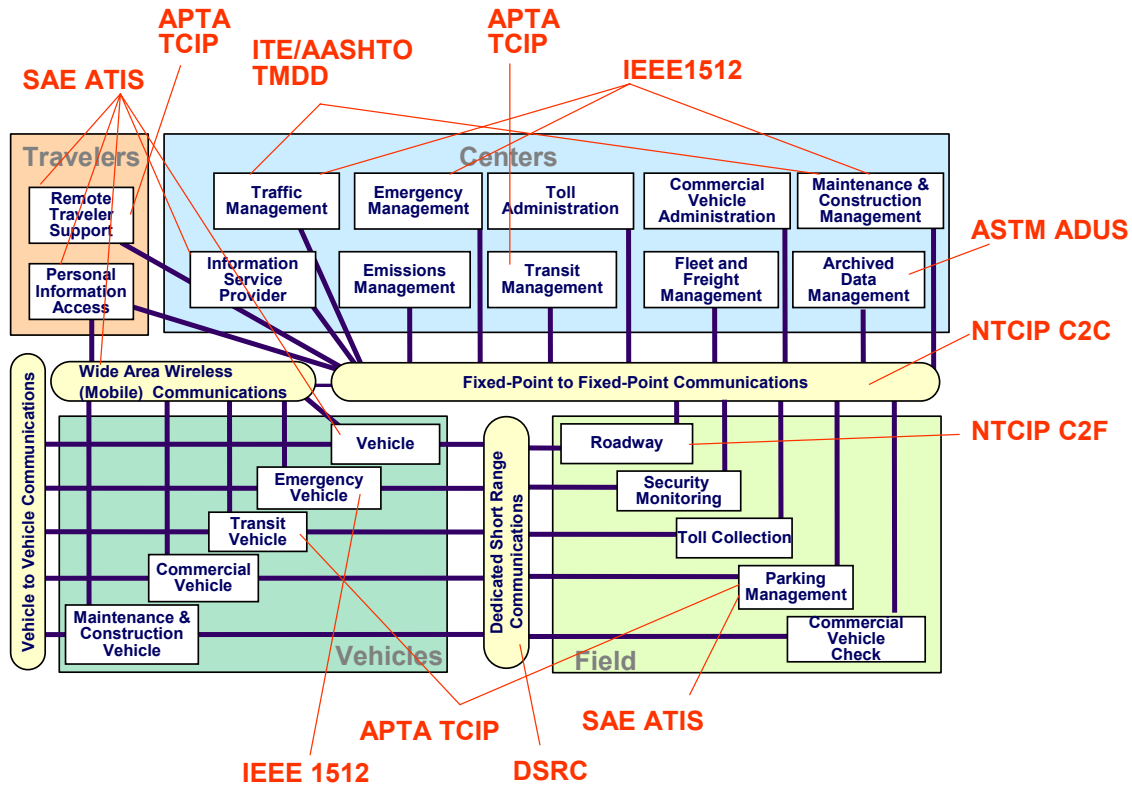 APTA
TCIP
SAE ATIS
ITE/AASHTO
TMDD
APTA
TCIP
IEEE1512
Travelers
Centers
Remote
Traveler
Support
Traffic
Management
Emergency
Management
Toll
Administration
Commercial
Vehicle
Administration
Maintenance &
Construction
Management
ASTM ADUS
Personal
Information
Access
Information
Service
Provider
Emissions
Management
Transit
Management
Fleet and
Freight
Management
Archived
Data
Management
NTCIP C2C
Wide Area Wireless
(Mobile) Communications
Fixed-Point to Fixed-Point Communications
Vehicle to Vehicle Communications
Vehicle
Emergency
Vehicle
Transit
Vehicle
Commercial
Vehicle
Maintenance &
Construction
Vehicle
Vehicles
Dedicated Short Range
Communications
Roadway
NTCIP C2F
Security
Monitoring
Toll Collection
Parking
Management
Commercial
Vehicle
Check
Field
APTA TCIP
SAE ATIS
IEEE 1512
DSRC